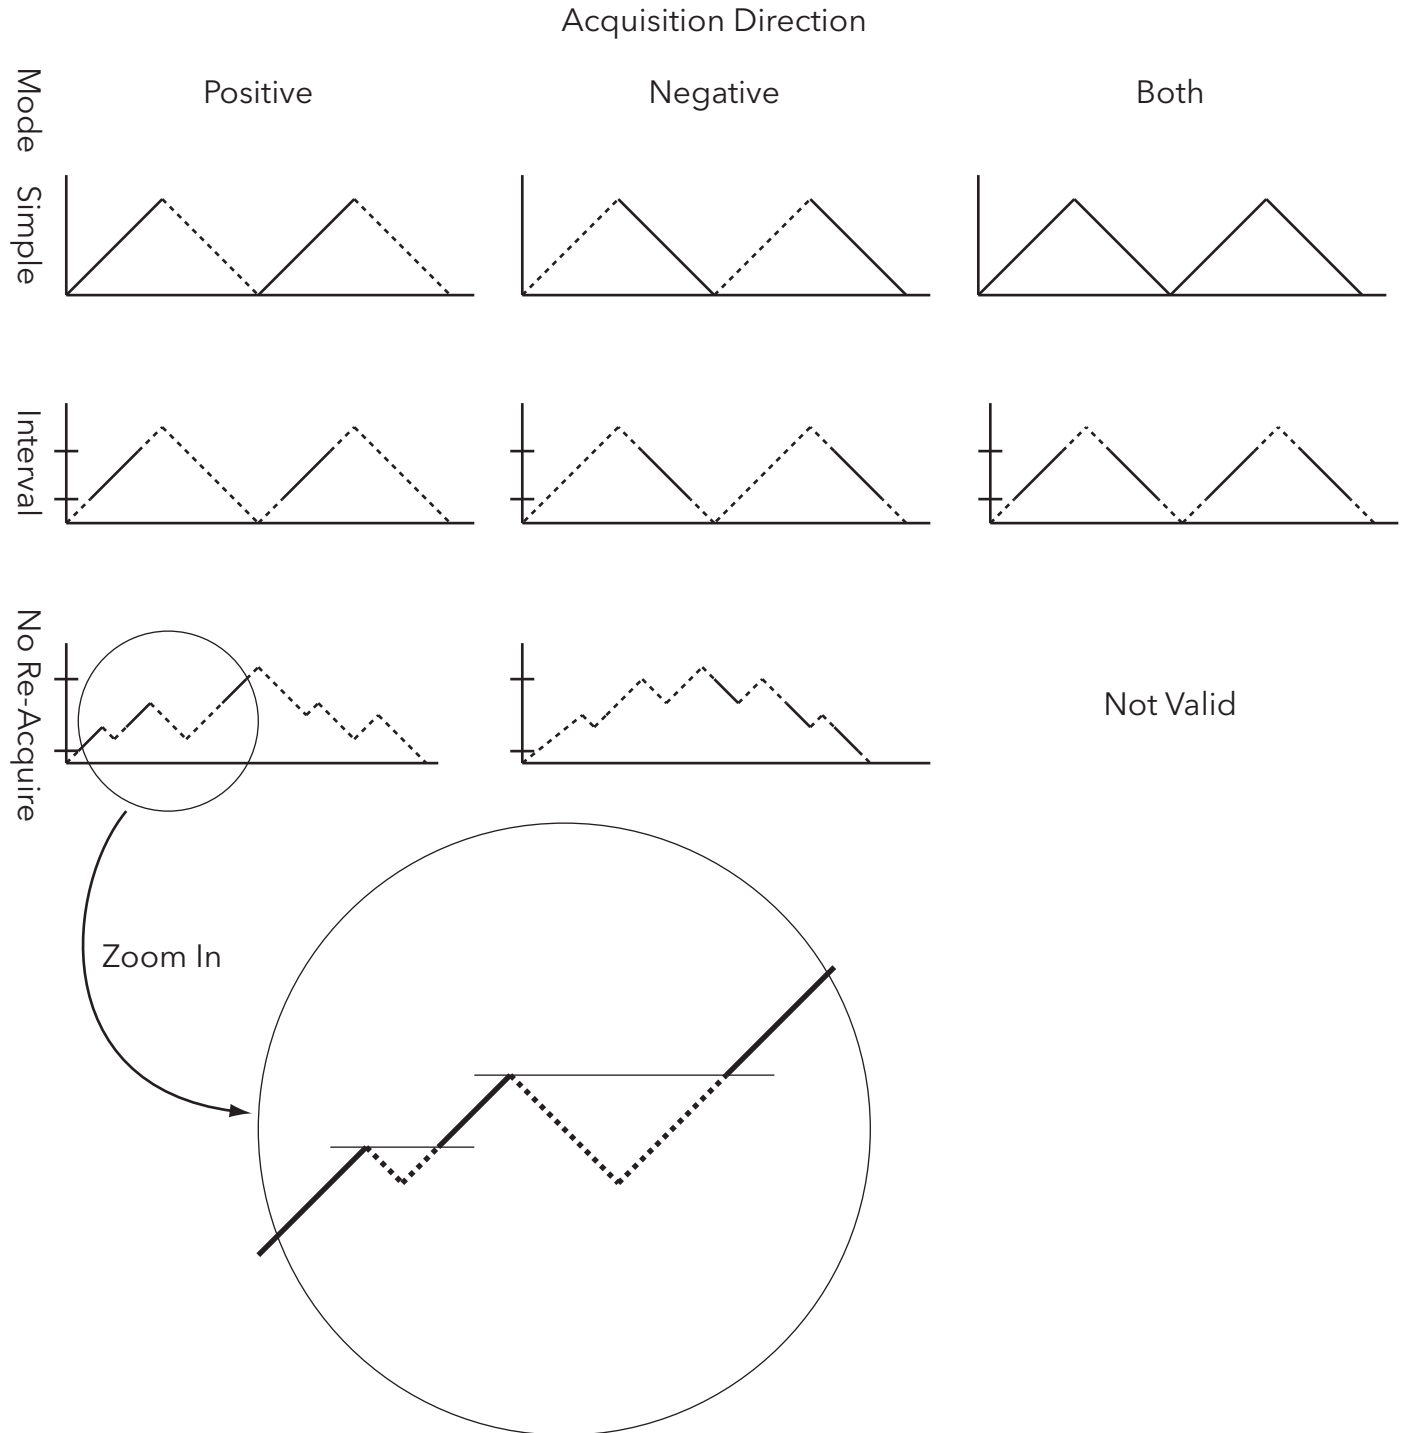 Acquisition Direction
Mode
Positive
Negative
Both
Simple
Interval
No Re-Acquire
Not Valid
Zoom In